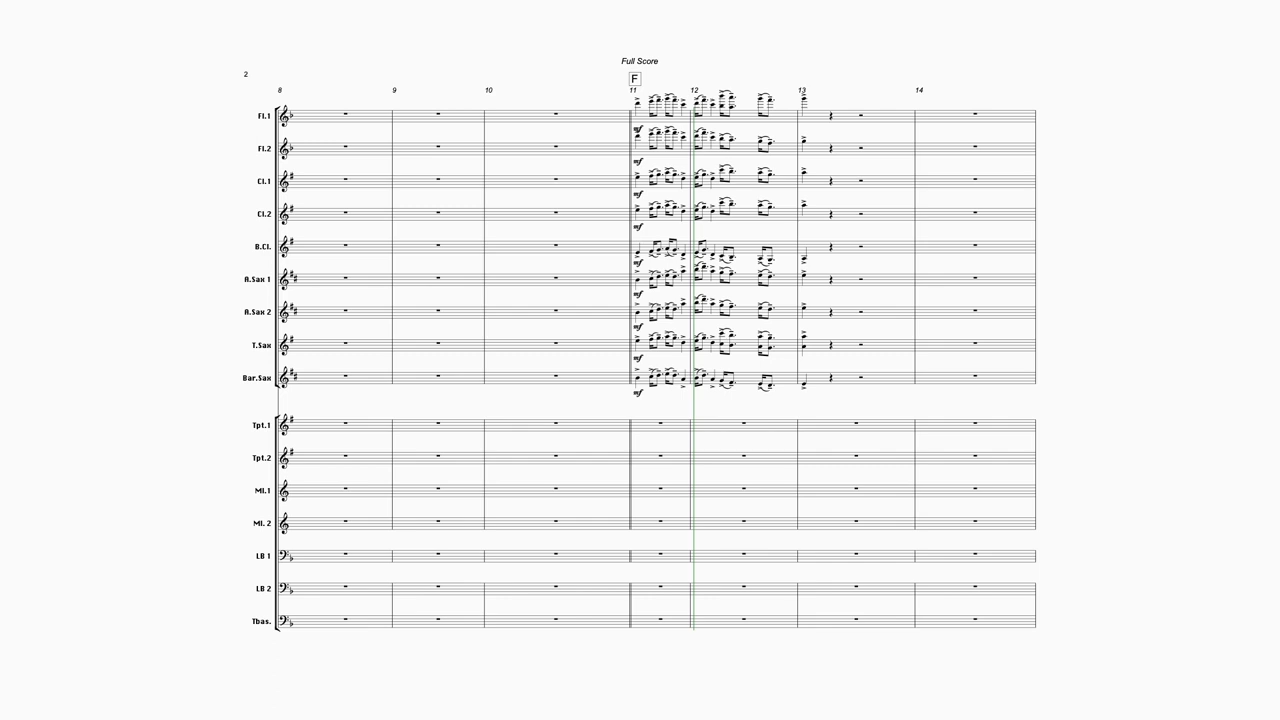 Full Score
2
F
8 9 10 11 12 13 14
Fl.1
mf
Fl.2
mf
Cl.1
mf
Cl.2
mf
B.Cl.
mf
A.Sax 1
mf
A.Sax 2
mf
T.Sax
mf
Bar.Sax
mf
Tpt.1
Tpt.2
Ml.1
Ml. 2
LB 1
LB 2
Tbas.